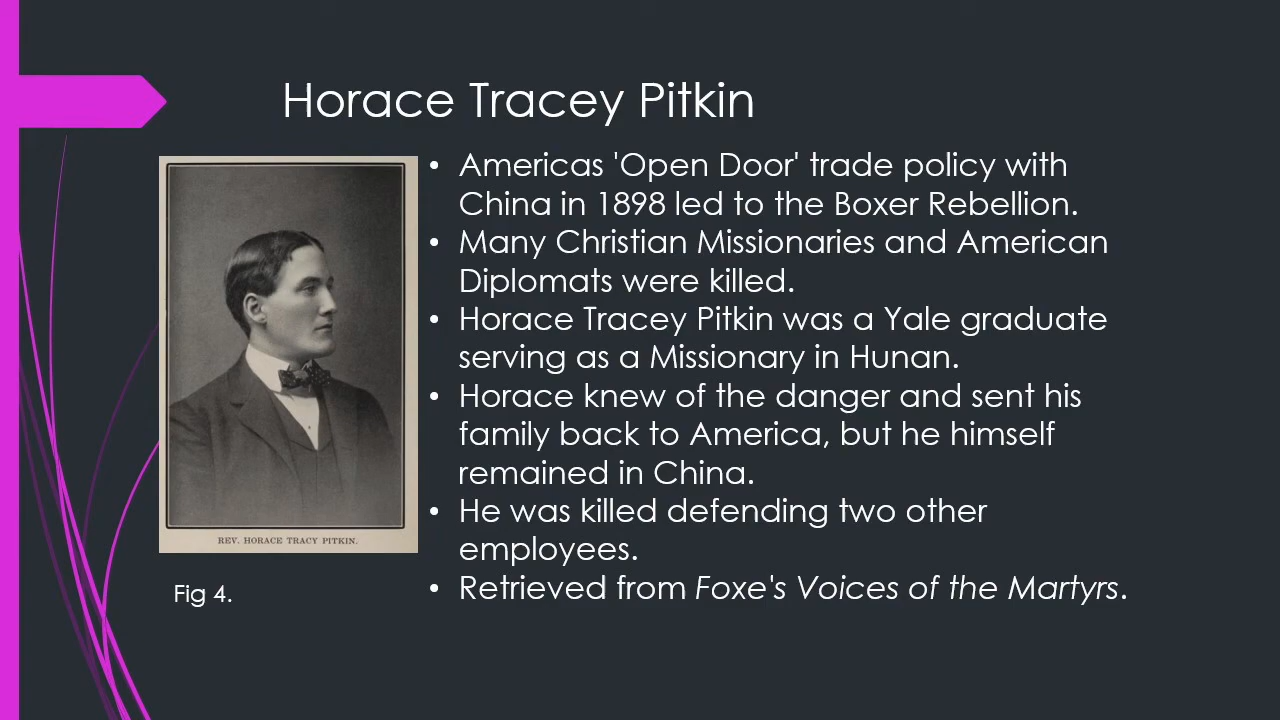 Horace Tracey Pitkin
• Americas 'Open Door' trade policy with
China in 1898 led to the Boxer Rebellion.
• Many Christian Missionaries and American
Diplomats were killed.
• Horace Tracey Pitkin was a Yale graduate
serving as a Missionary in Hunan.
• Horace knew of the danger and sent his
family back to America, but he himself
remained in China.
• He was killed defending two other
employees.
• Retrieved from Foxe's Voices of the Martyrs.
REV. HORACE TRACY PITKIN.
Fig 4.